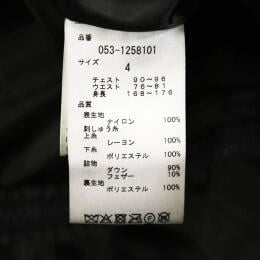 品番
053-1258101
サイズ
4
チェスト 90~96
ウエスト 76~81
身長 168~176
品質
表生地
ナイロン 100%
刺しゅう糸
上糸
レーヨン 100%
下糸
ポリエステル 100%
詰物
ダウン 90%
フェザー 10%
裏生地
ポリエステル 100%